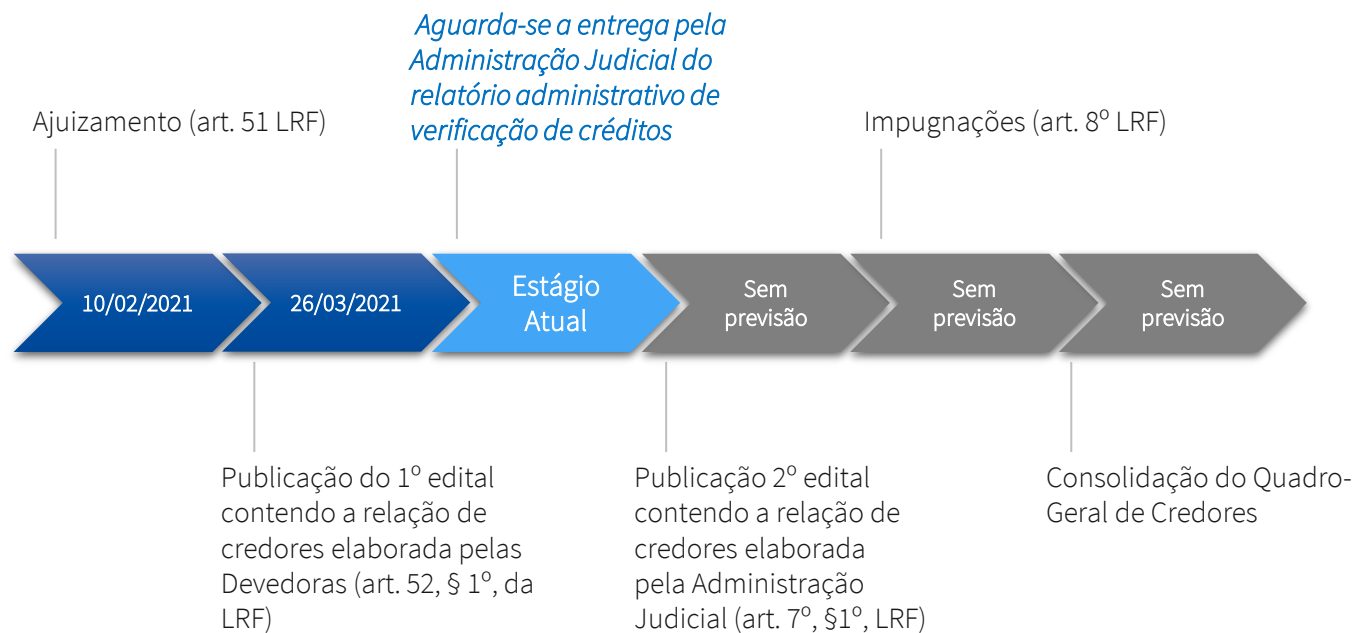 Aguarda-se a entrega pela
Administração Judicial do
relatório administrativo de
verificação de créditos
Ajuizamento (art. 51 LRF)
Impugnações (art. 8º LRF)
10/02/2021
26/03/2021
Estágio
Atual
Sem
previsão
Sem
previsão
Sem
previsão
Publicação do 1º edital
contendo a relação de
credores elaborada pelas
Devedoras (art. 52, § 1º, da
LRF)
Publicação 2º edital
contendo a relação de
credores elaborada
pela Administração
Judicial (art. 7º, §1º, LRF)
Consolidação do Quadro-
Geral de Credores